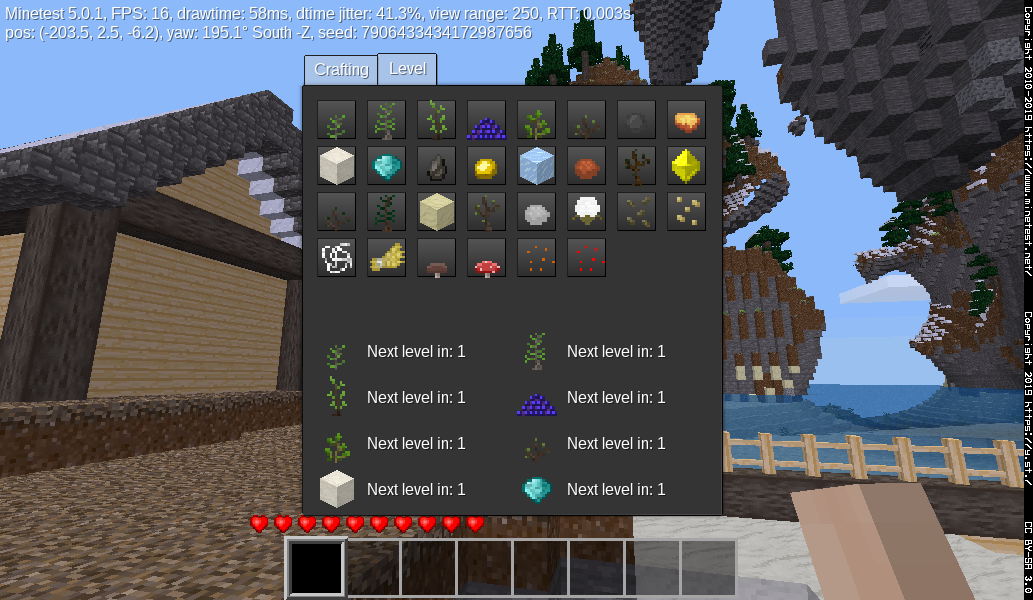 Minetest 5.0.1, FPS: 16, drawtime: 58ms, dtime jitter: 41.3%, view range: 250, RTT: 0.003s
pos: (-203.5, 2.5, -6.2), yaw: 195.1° South -Z, seed: 7906433434172987656
Crafting
Level
Next level in: 1
Next level in: 1
Next level in: 1
Next level in: 1
Next level in: 1
Next level in: 1
Next level in: 1
Next level in: 1
Copyright 2010-2019 https://www.minetest.net/
Copyright 2019 https://y.st./
CC BY-SA 3.0